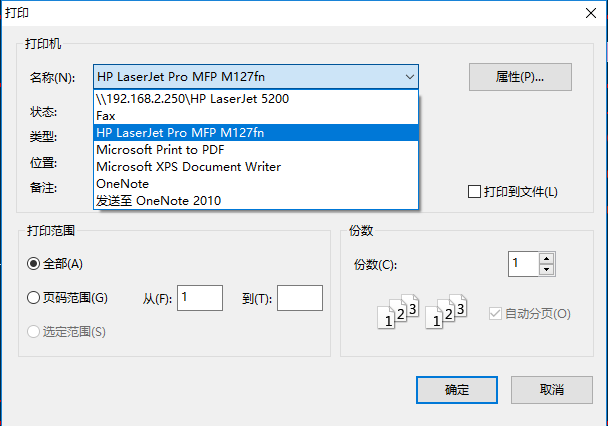 打印
打印机
名称(N): HP LaserJet Pro MFP M127fn 属性(P)...
\\192.168.2.250\HP LaserJet 5200
状态:
Fax
类型: HP LaserJet Pro MFP M127fn
Microsoft Print to PDF
位置: Microsoft XPS Document Writer
备注: OneNote
打印到文件(L)
发送至 OneNote 2010
打印范围
全部(A)
页码范围(G) 从(F): 1 到(T):
选定范围(S)
份数
份数(C): 1
1 2 3 1 2 3
自动分页(O)
确定 取消